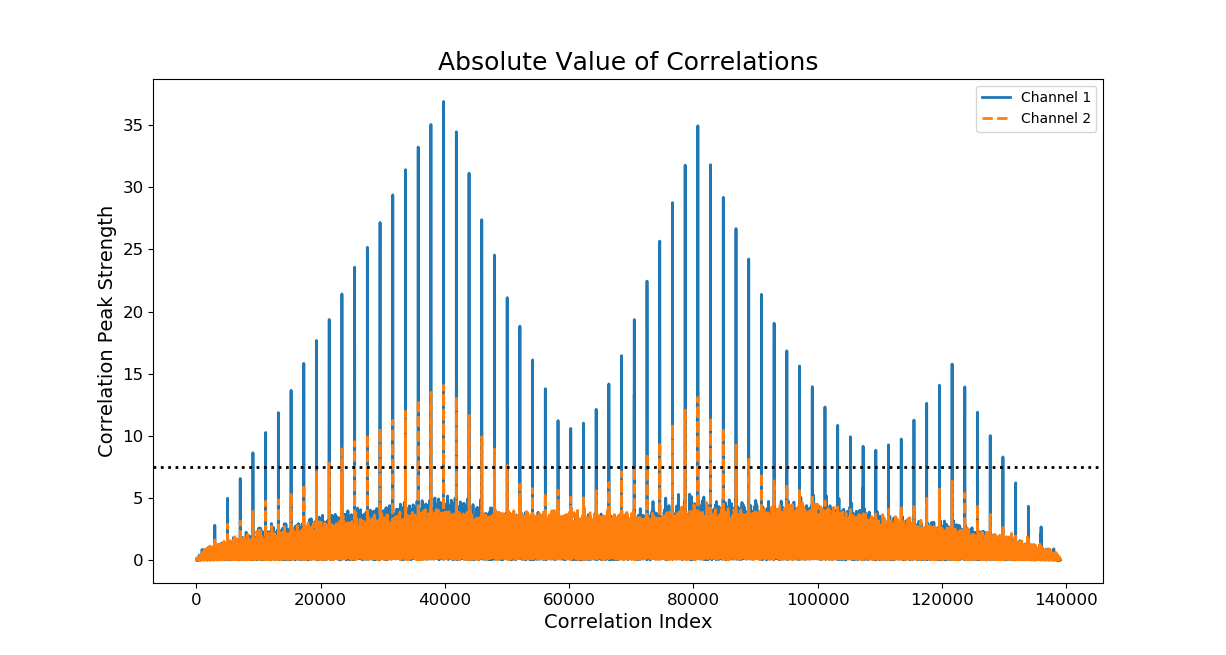 Absolute Value of Correlations
Channel 1
Channel 2
Correlation Peak Strength
35
30
25
20
15
10
5
0
0 20000 40000 60000 80000 100000 120000 140000
Correlation Index